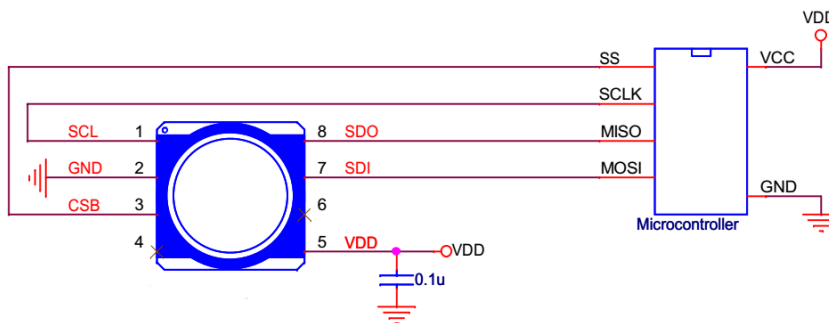 VDD
SS
VCC
SCLK
SCL 1 8 SDO MISO
GND 2 7 SDI MOSI
CSB 3 6
GND
Microcontroller
4 5 VDD VDD
0.1u